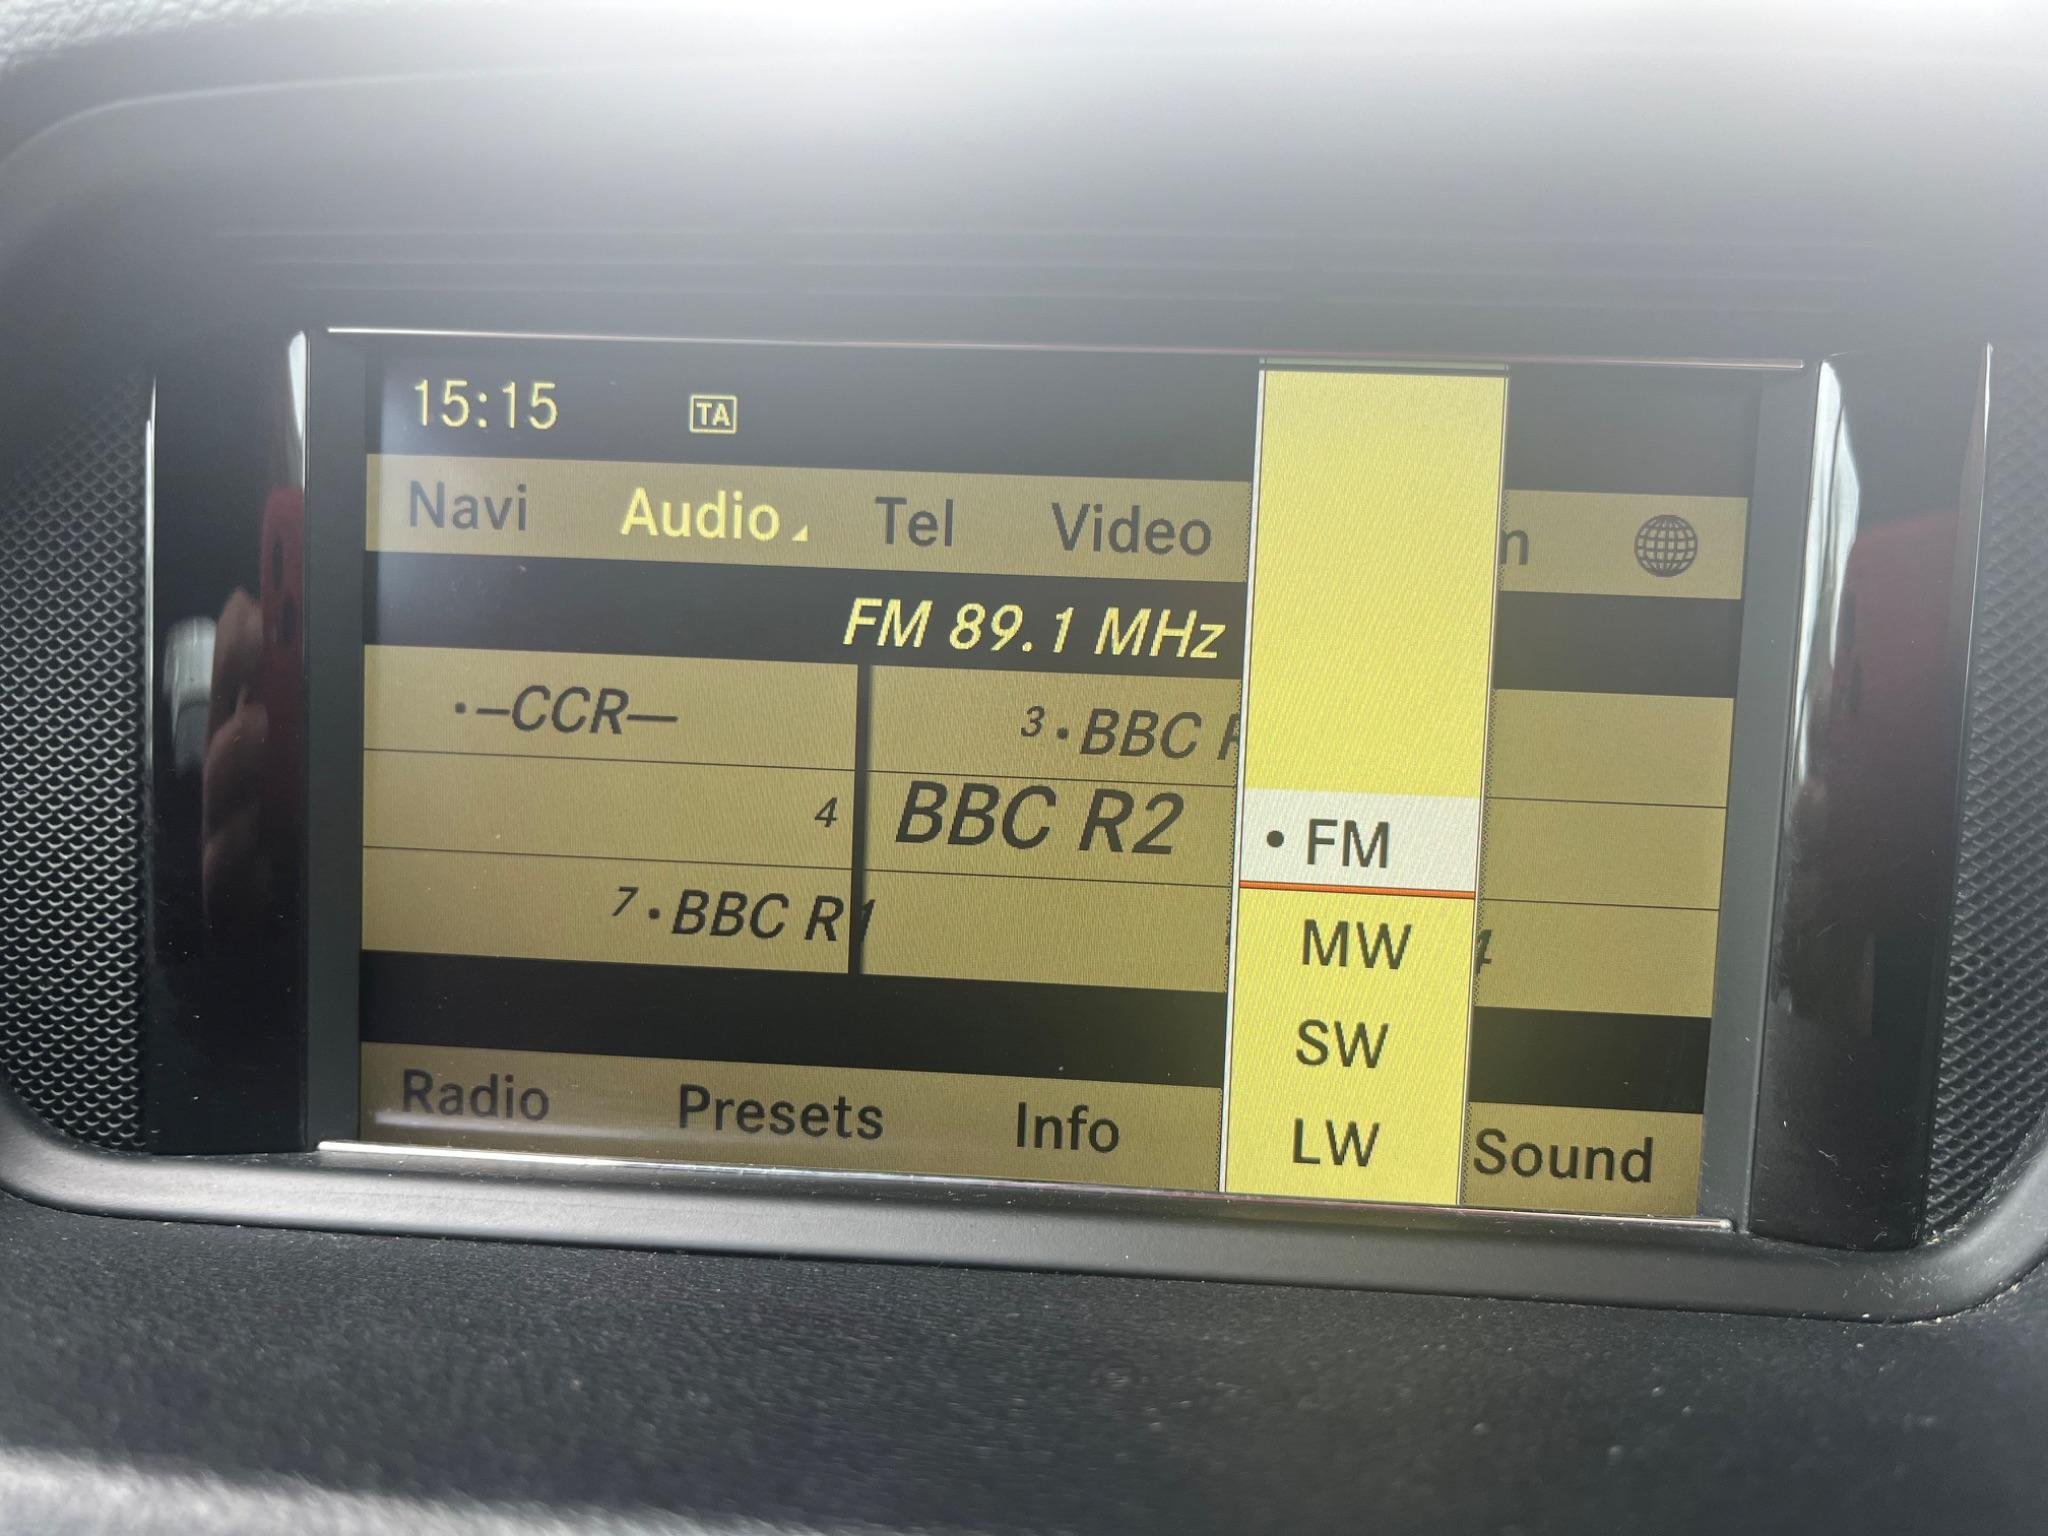 15:15 TA
Navi Audio Tel Video
FM 89.1 MHz
•–CCR– 3•BBC
4 BBC R2
7•BBC R4
• FM
MW
SW
LW
Radio Presets Info Sound